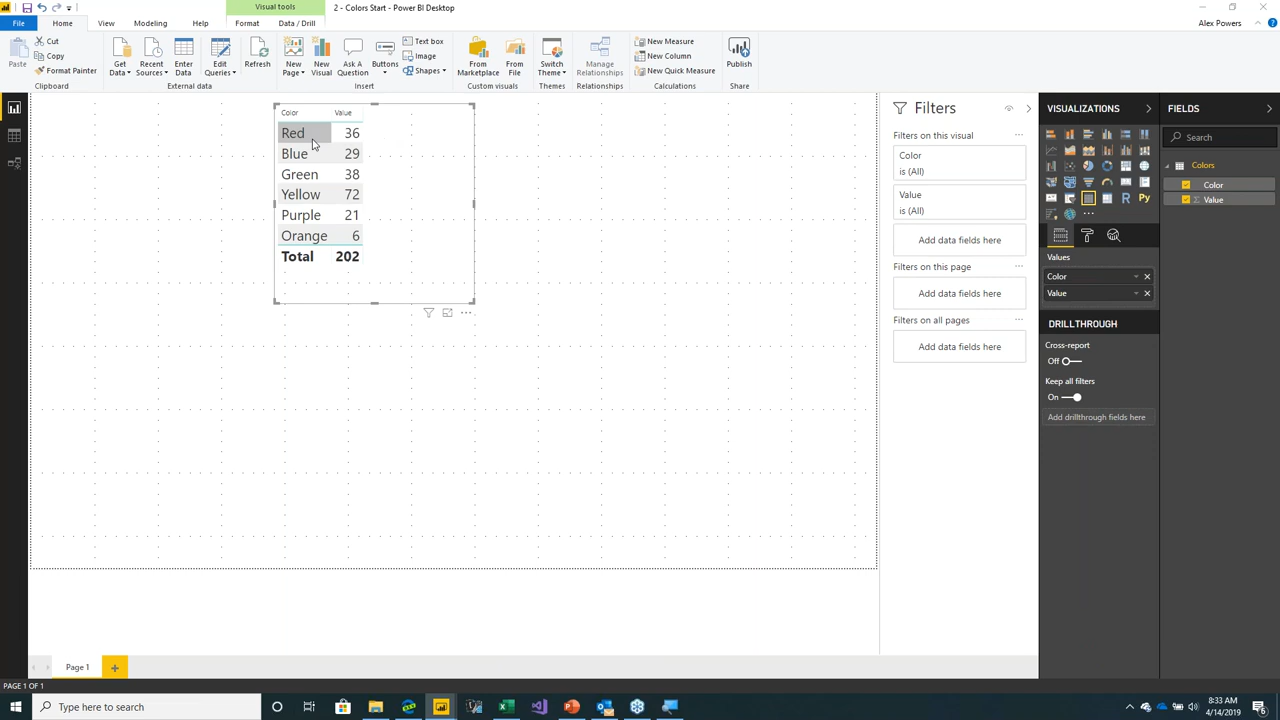 Visual tools
2 - Colors Start - Power BI Desktop
File
Home
View
Modeling
Help
Format
Data / Drill
Alex Powers
Paste
Cut
Copy
Format Painter
Clipboard
Get Data
Recent Sources
Enter Data
Edit Queries
Refresh
External data
New Page
New Visual
Ask A Question
Buttons
Text box
Image
Shapes
Insert
From Marketplace
From File
Custom visuals
Switch Theme
Themes
Manage Relationships
Relationships
New Measure
New Column
New Quick Measure
Calculations
Publish
Share
Color Value
Red 36
Blue 29
Green 38
Yellow 72
Purple 21
Orange 6
Total 202
Filters
Filters on this visual
Color
is (All)
Value
is (All)
Add data fields here
Filters on this page
Add data fields here
Filters on all pages
Add data fields here
VISUALIZATIONS
R
Py
Values
Color
Value
DRILLTHROUGH
Cross-report
Off
Keep all filters
On
Add drillthrough fields here
FIELDS
Search
Colors
Color
Σ Value
Page 1
PAGE 1 OF 1
Type here to search
8:33 AM
4/14/2019